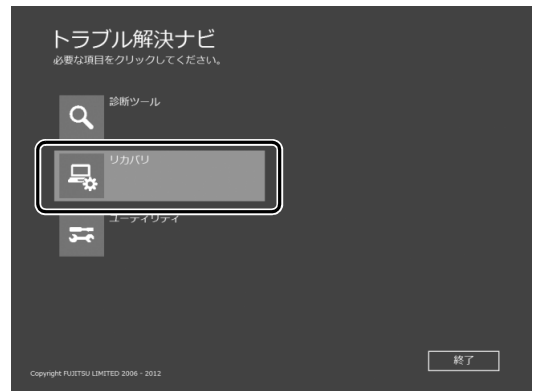 トラブル解決ナビ
必要な項目をクリックしてください。
診断ツール
リカバリ
ユーティリティ
終了
Copyright FUJITSU LIMITED 2006 - 2012